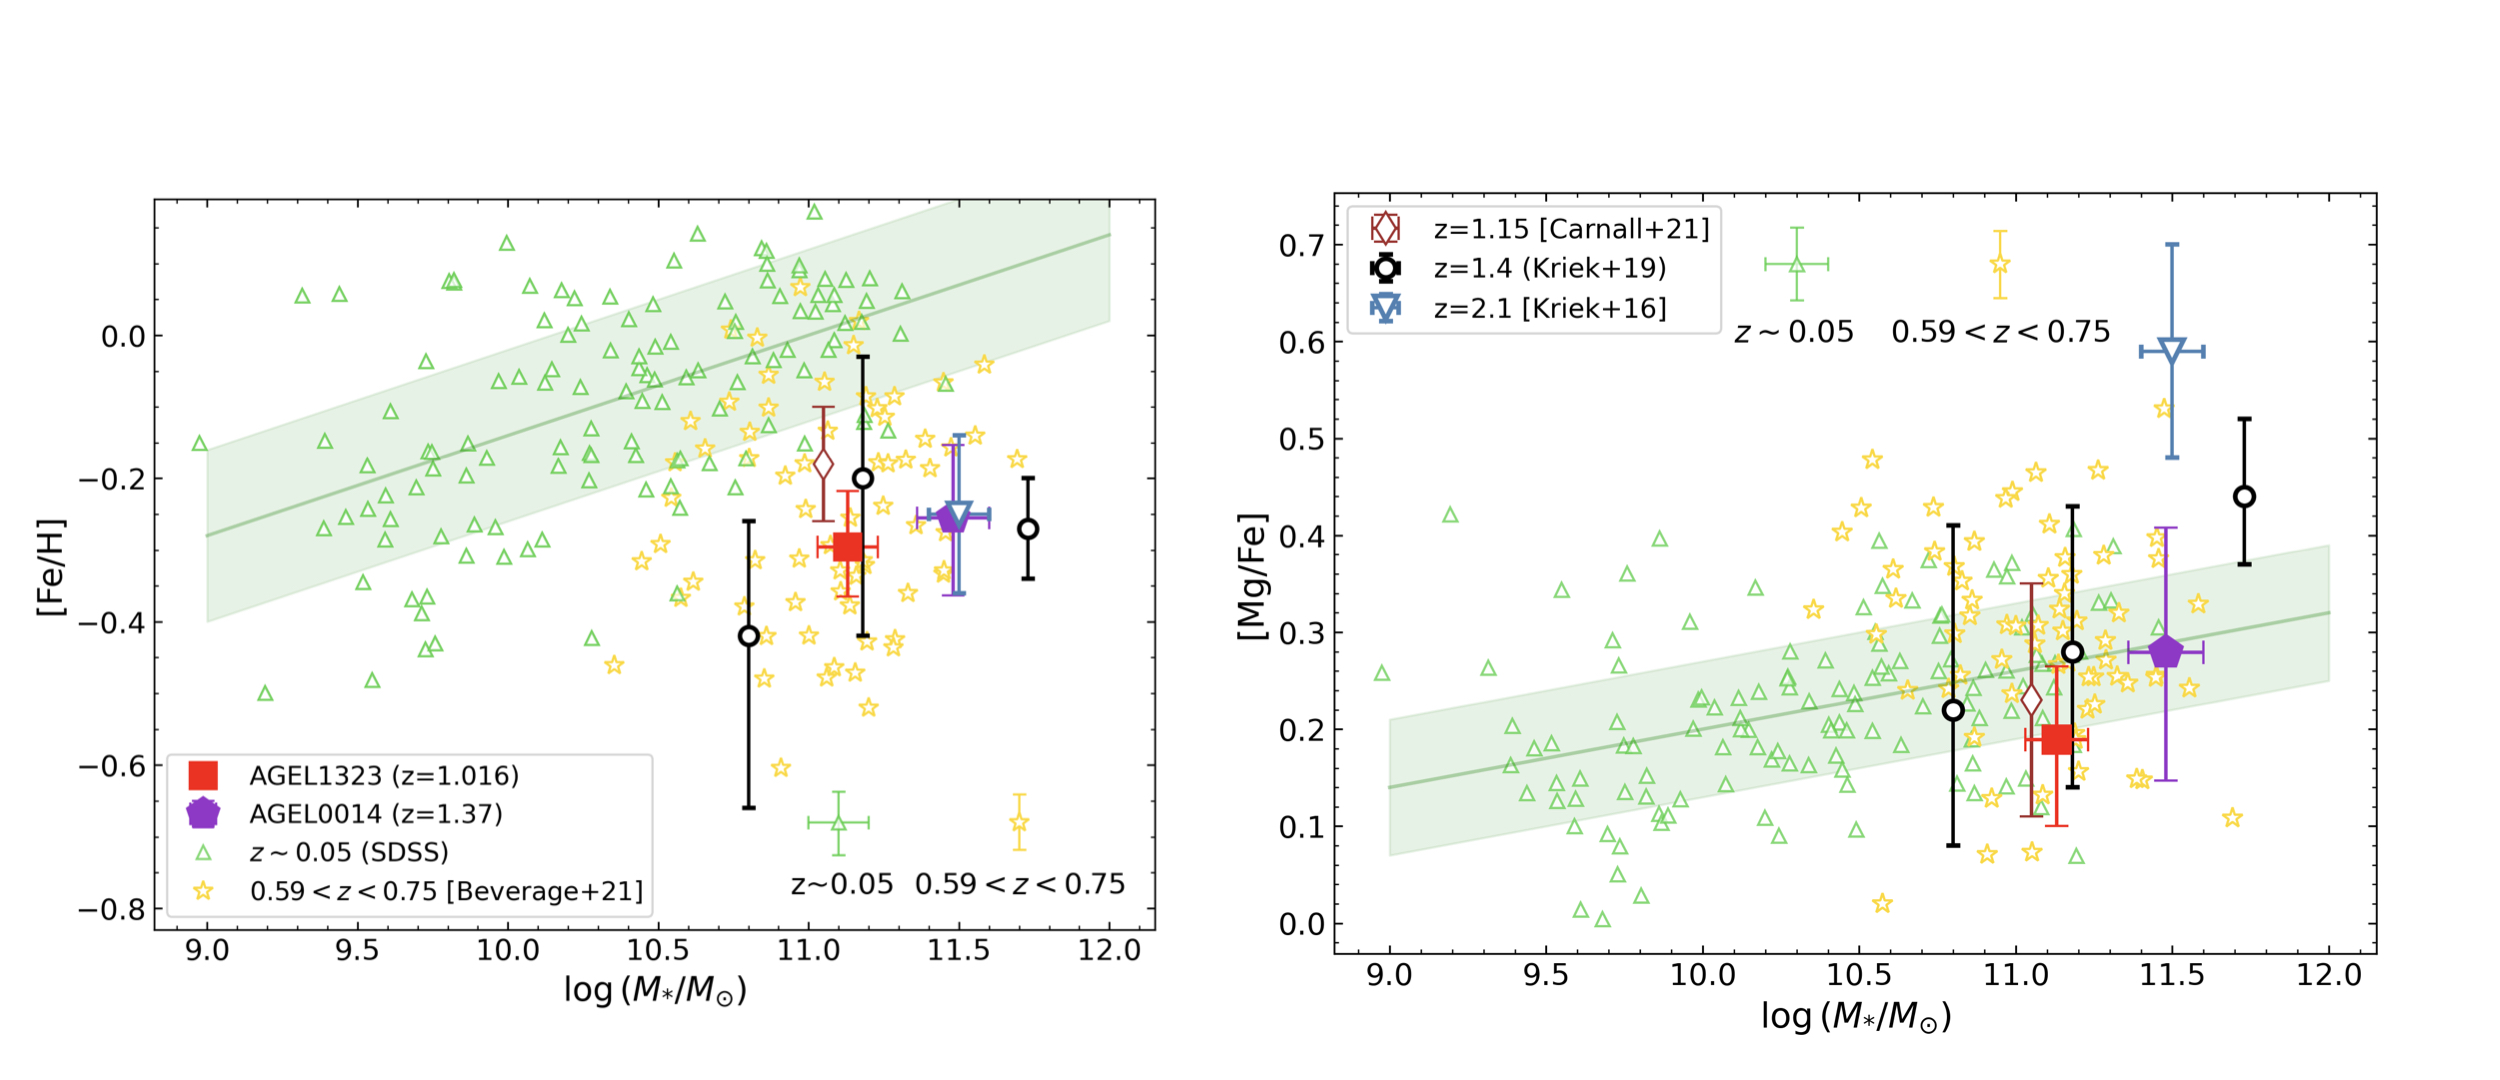 [Fe/H]
0.0
−0.2
−0.4
−0.6
−0.8
AGEL1323 (z=1.016)
AGEL0014 (z=1.37)
z ~ 0.05 (SDSS)
0.59 < z < 0.75 [Beverage+21]
z~0.05 0.59 < z < 0.75
9.0 9.5 10.0 10.5 11.0 11.5 12.0
log (M*/M⊙)
[Mg/Fe]
0.7
0.6
0.5
0.4
0.3
0.2
0.1
0.0
z=1.15 [Carnall+21]
z=1.4 (Kriek+19)
z=2.1 [Kriek+16]
z ~ 0.05 0.59 < z < 0.75
9.0 9.5 10.0 10.5 11.0 11.5 12.0
log (M*/M⊙)